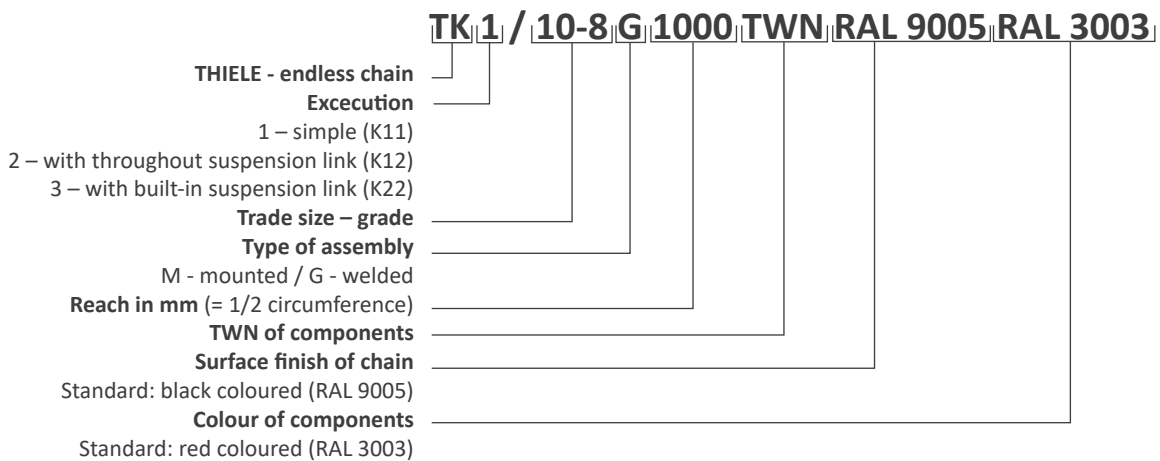 TK 1 / 10-8 G 1000 TWN RAL 9005 RAL 3003
THIELE - endless chain
Excecution
1 – simple (K11)
2 – with throughout suspension link (K12)
3 – with built-in suspension link (K22)
Trade size – grade
Type of assembly
M - mounted / G - welded
Reach in mm (= 1/2 circumference)
TWN of components
Surface finish of chain
Standard: black coloured (RAL 9005)
Colour of components
Standard: red coloured (RAL 3003)